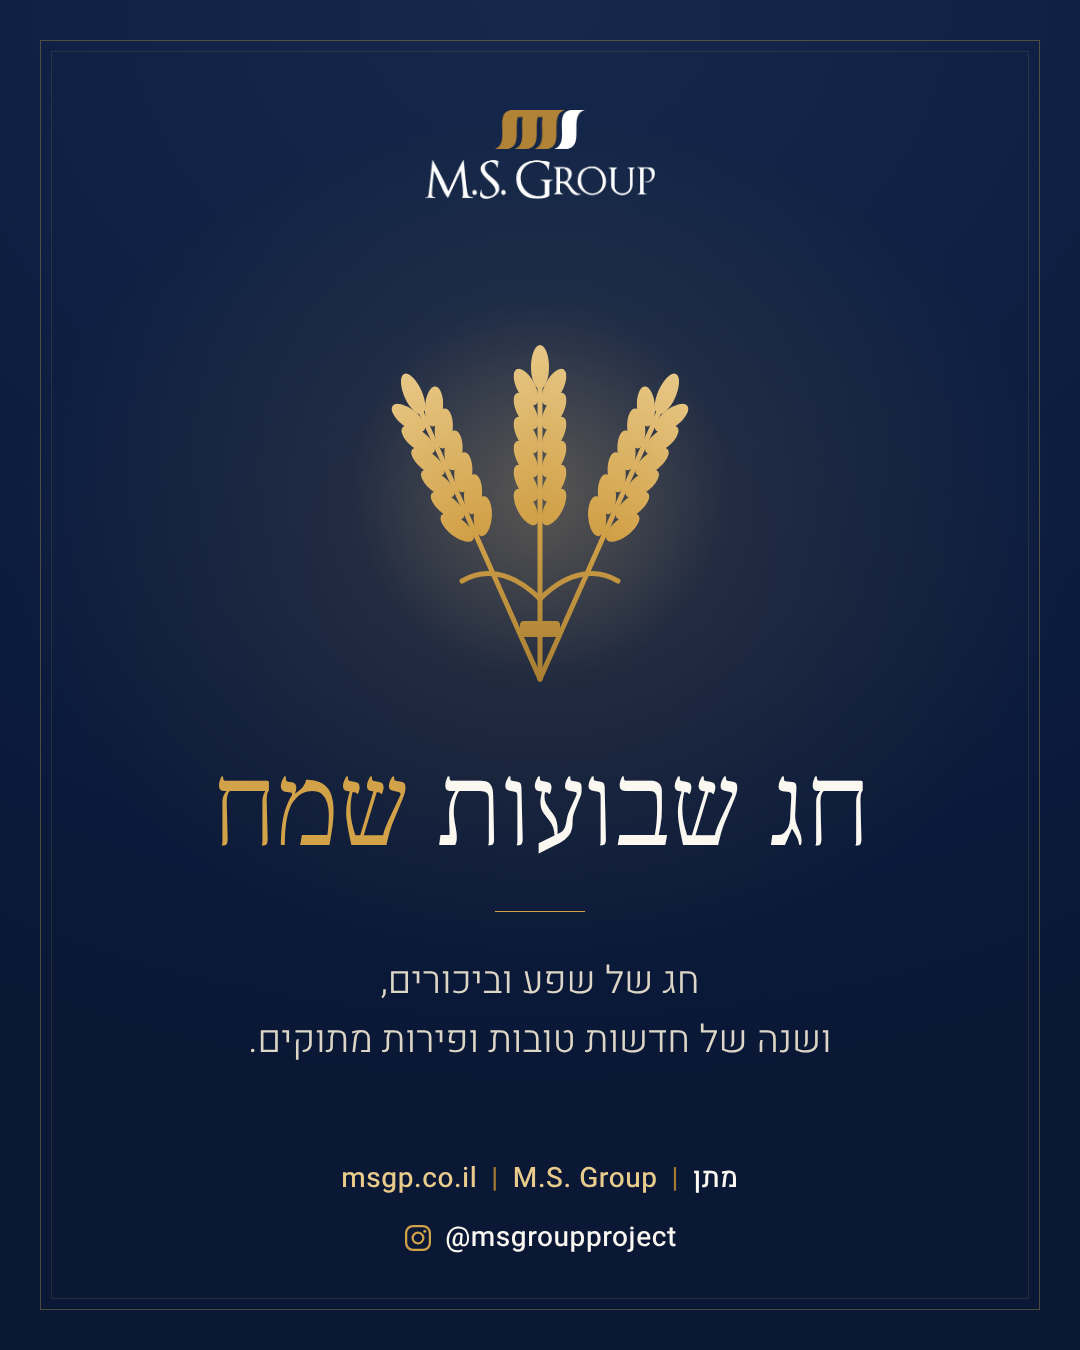 M.S. GROUP
חג שבועות שמח
חג של שפע וביכורים,
ושנה של חדשות טובות ופירות מתוקים.
מתן | M.S. Group | msgp.co.il
@msgroupproject